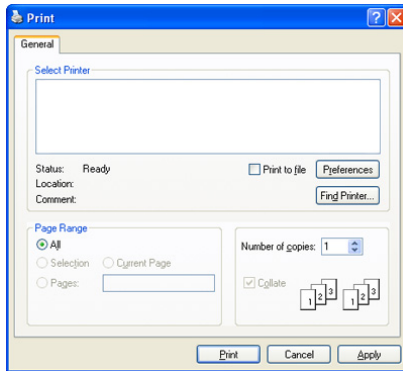 Print
General
Select Printer
Status: Ready
Location:
Comment:
Print to file
Preferences
Find Printer...
Page Range
All
Selection
Current Page
Pages:
Number of copies: 1
Collate
1 2 3 1 2 3
Print Cancel Apply